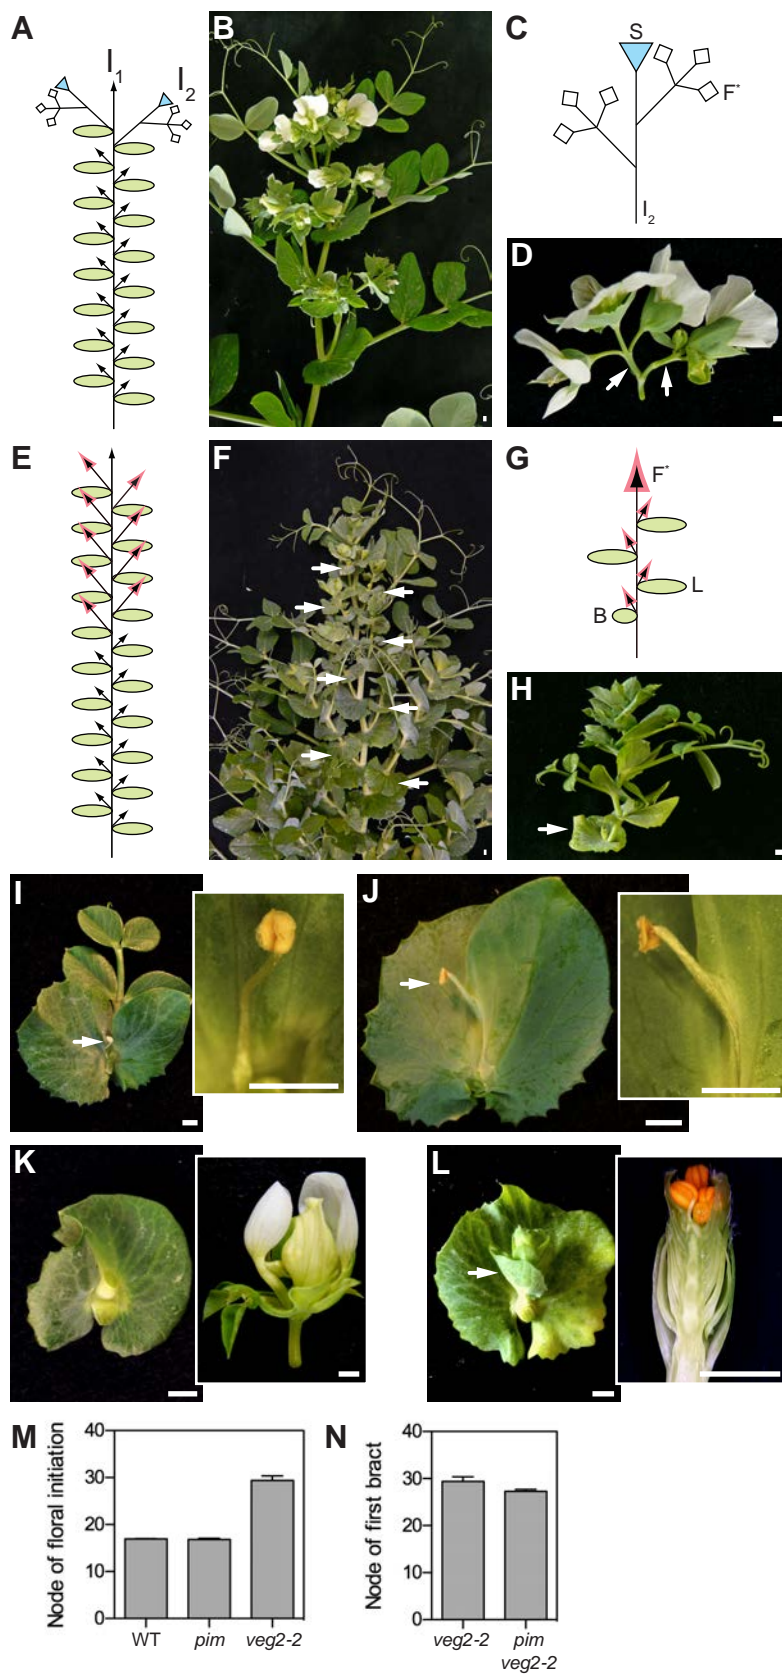 A
I1
I2
B
C
S
F*
I2
D
E
F
G
F*
L
B
H
I
J
K
L
M
Node of floral initiation
40
30
20
10
0
WT pim veg2-2
N
Node of first bract
40
30
20
10
0
veg2-2 pim
veg2-2